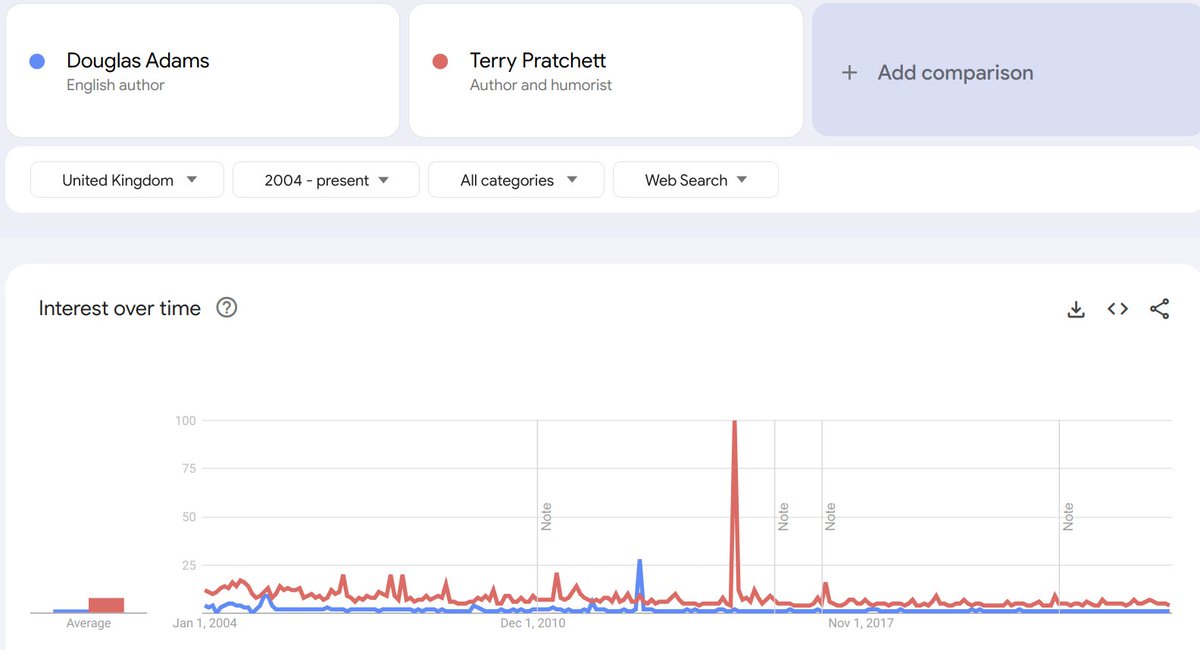 Douglas Adams
English author
Terry Pratchett
Author and humorist
+ Add comparison
United Kingdom
2004 - present
All categories
Web Search
Interest over time ?
100
75
50
25
Note
Note
Note
Note
Average
Jan 1, 2004
Dec 1, 2010
Nov 1, 2017